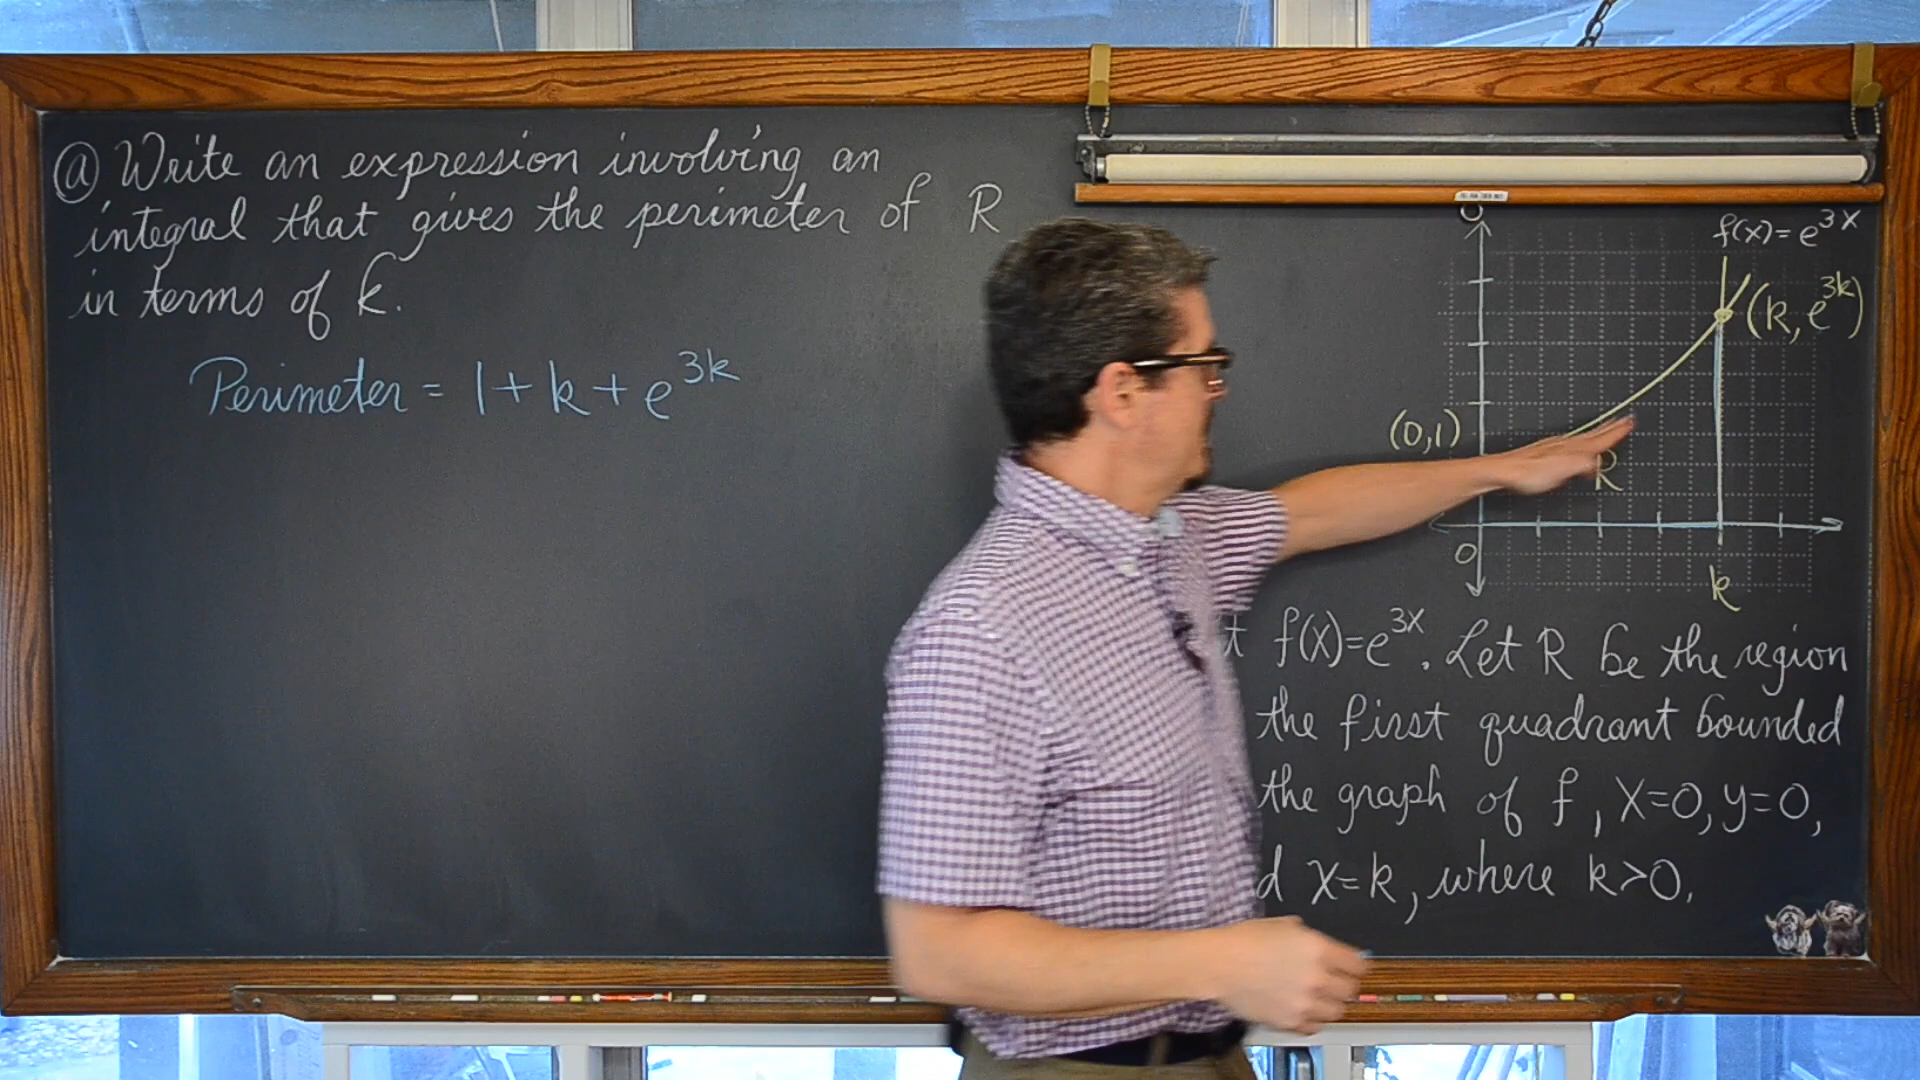 ⓐ Write an expression involving an
integral that gives the perimeter of R
in terms of k.
Perimeter = 1 + k + e^{3k}
f(x) = e^{3x}
(k, e^{3k})
(0,1)
R
0
k
f(x)=e^{3x}. Let R be the region
the first quadrant bounded
the graph of f, x=0, y=0,
x=k, where k>0.